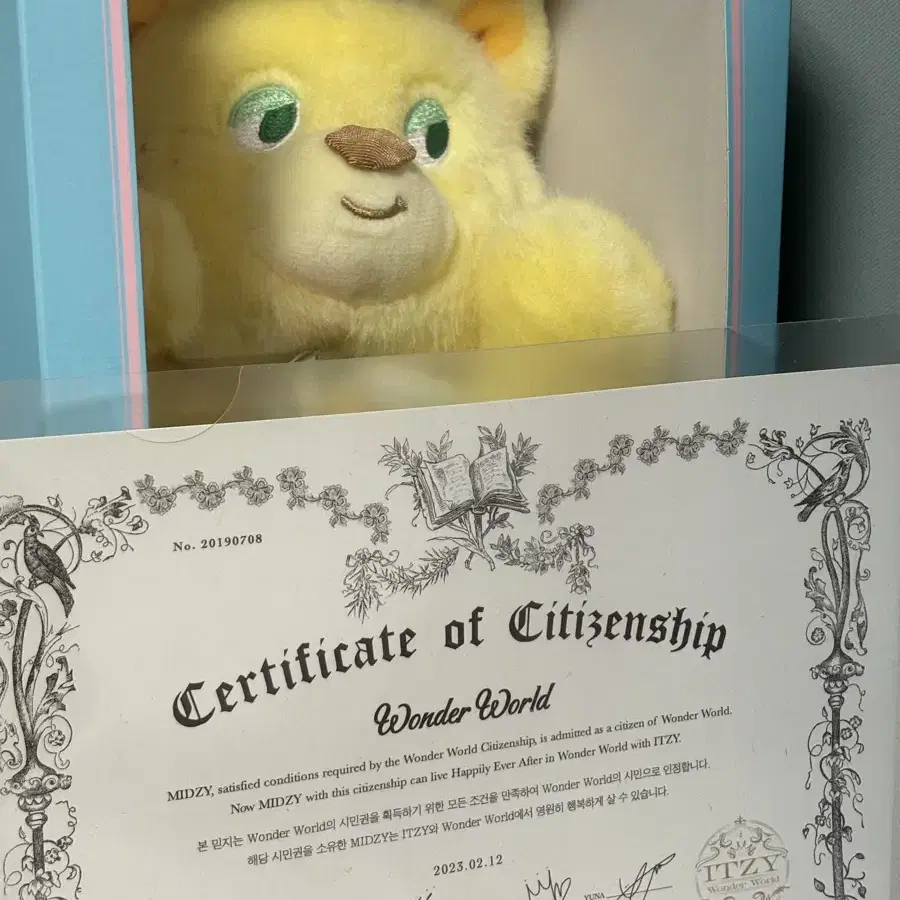 No. 20190708
Certificate of Citizenship
Wonder World
MIDZY, satisfied conditions required by the Wonder World Citizenship, is admitted as a citizen of Wonder World.
Now MIDZY with this citizenship can live Happily Ever After in Wonder World with ITZY.
본 믿지는 Wonder World의 시민권을 획득하기 위한 모든 조건을 만족하여 Wonder World의 시민으로 인정합니다.
해당 시민권을 소유한 MIDZY는 ITZY와 Wonder World에서 영원히 행복하게 살 수 있습니다.
2023.02.12
YUNA
ITZY
Wonder World